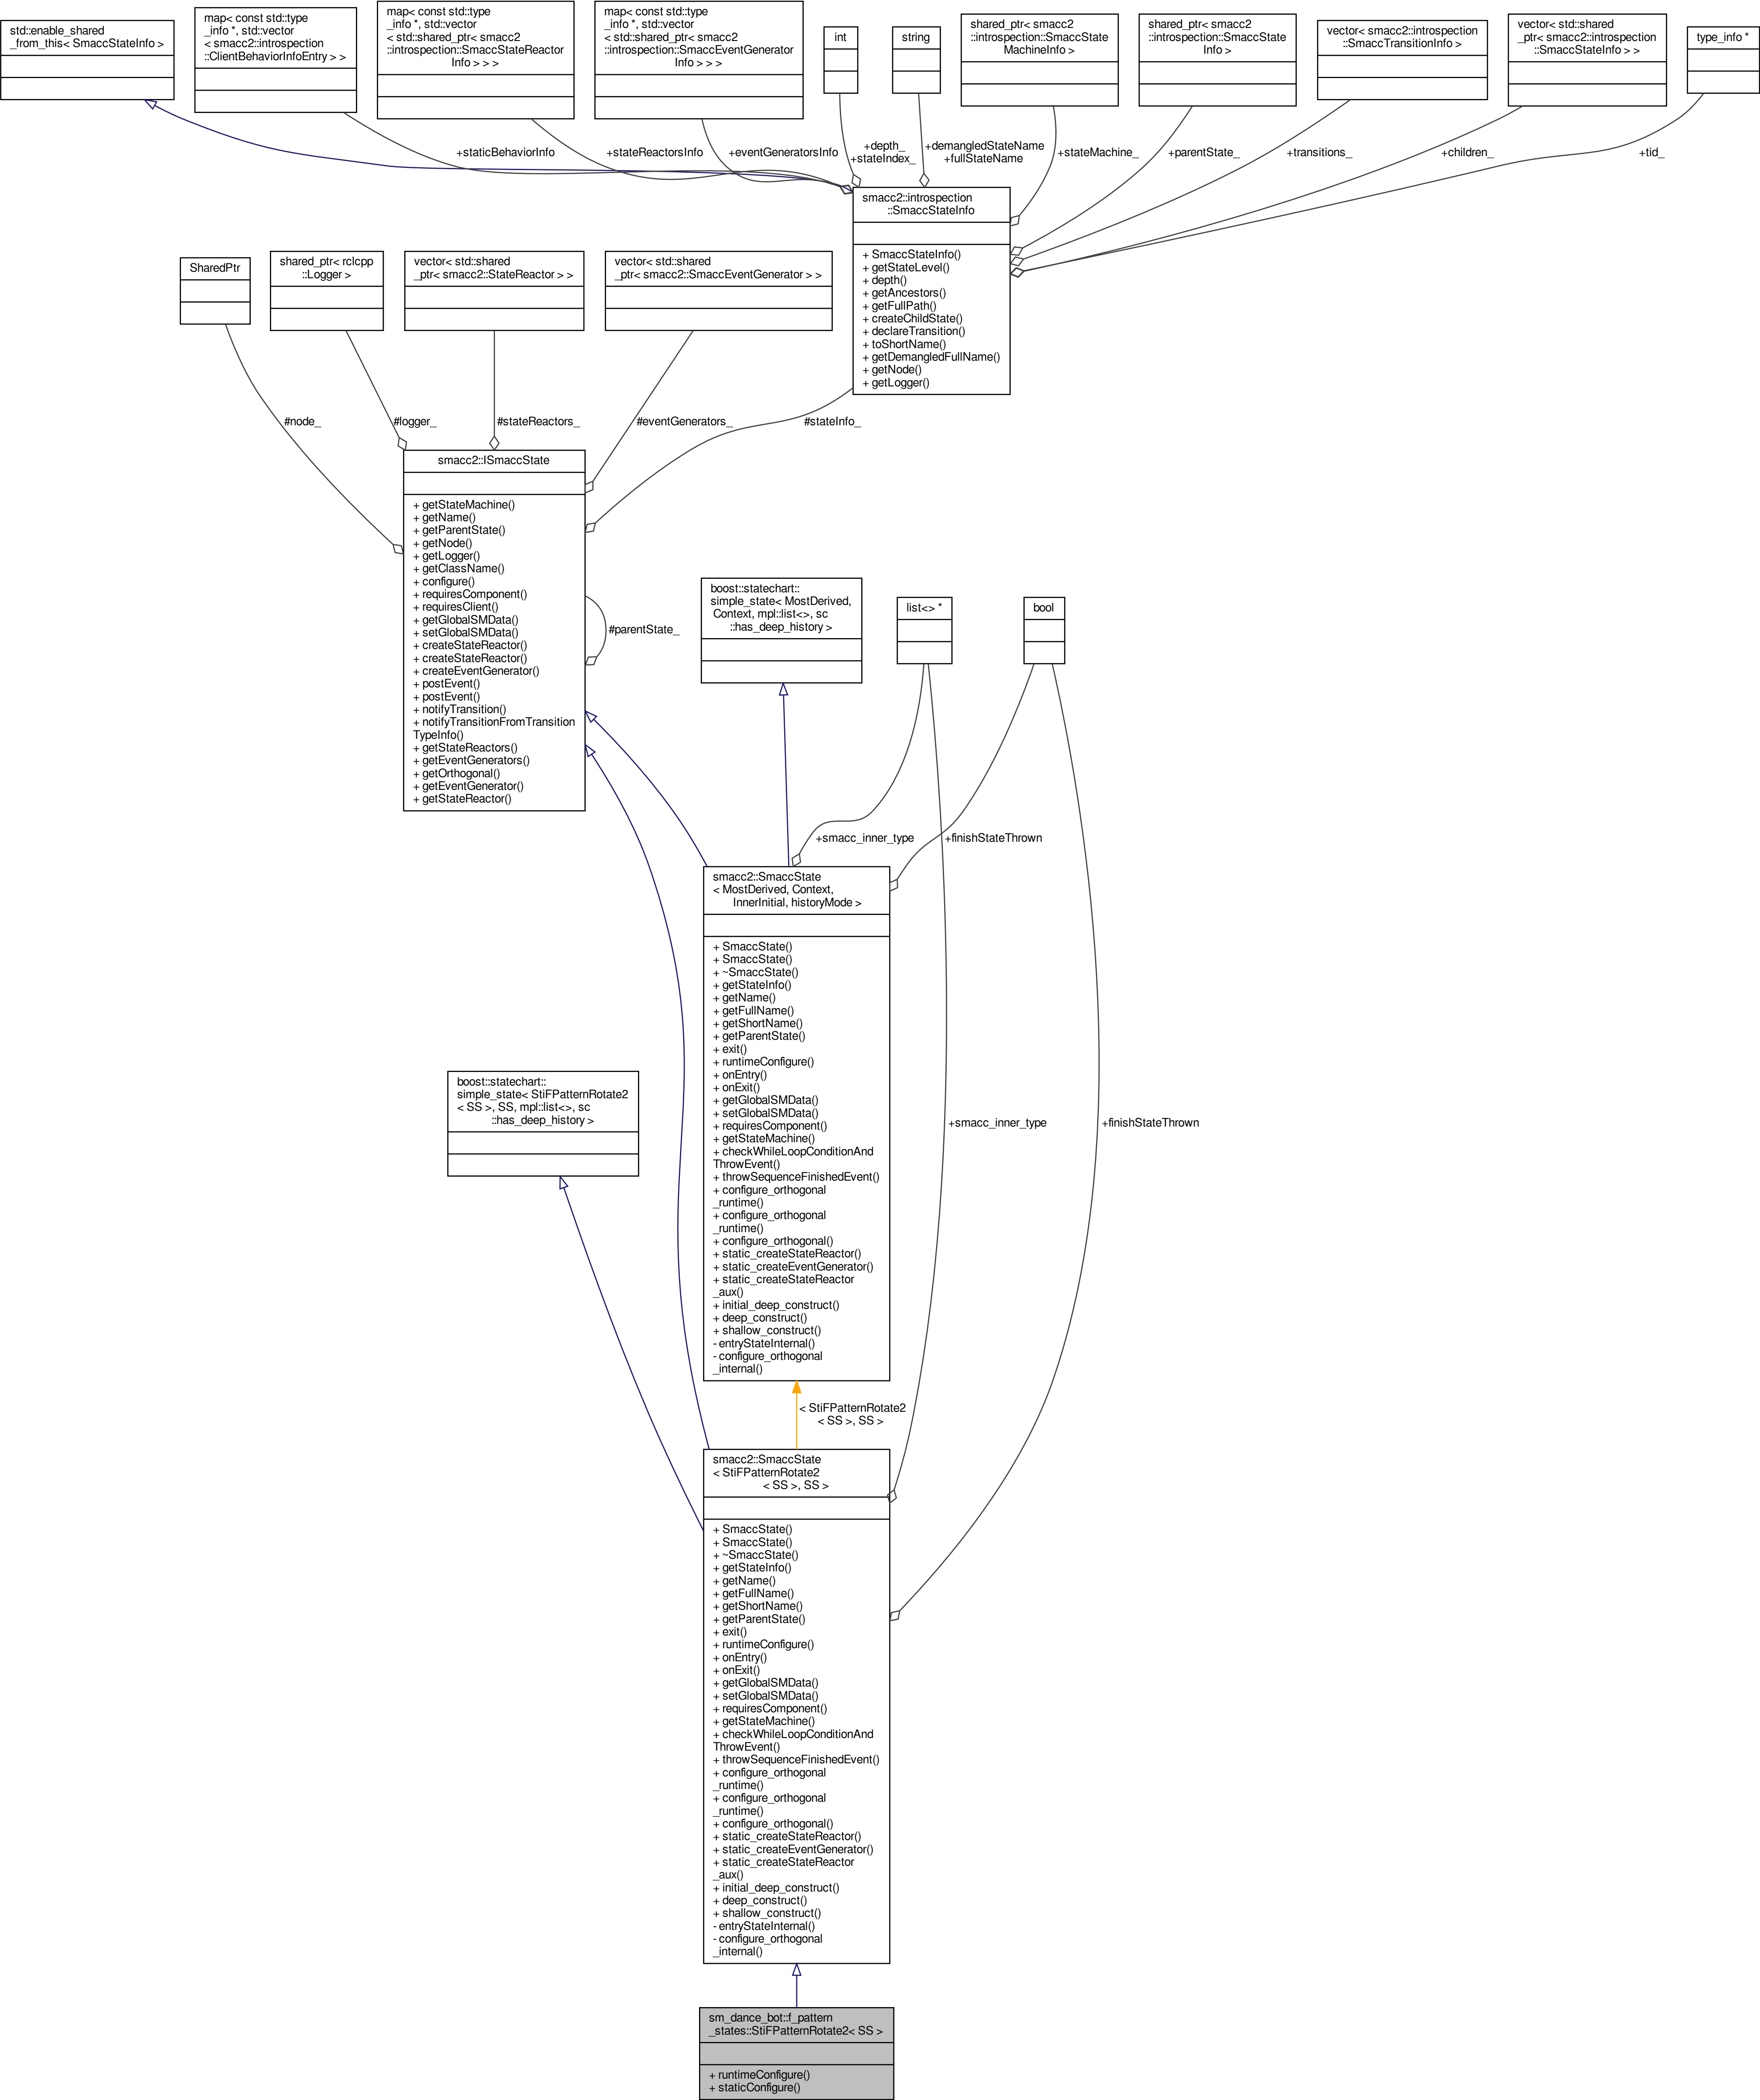 std::enable_shared
_from_this< SmaccStateInfo >
map< const std::type
_info *, std::vector
< smacc2::introspection
::ClientBehaviorInfoEntry > >
map< const std::type
_info *, std::vector
< std::shared_ptr< smacc2
::introspection::SmaccStateReactor
Info > > >
map< const std::type
_info *, std::vector
< std::shared_ptr< smacc2
::introspection::SmaccEventGenerator
Info > > >
int
string
shared_ptr< smacc2
::introspection::SmaccState
MachineInfo >
shared_ptr< smacc2
::introspection::SmaccState
Info >
vector< smacc2::introspection
::SmaccTransitionInfo >
vector< std::shared
_ptr< smacc2::introspection
::SmaccStateInfo > >
type_info *
+staticBehaviorInfo
+stateReactorsInfo
+eventGeneratorsInfo
+depth_
+stateIndex_
+demangledStateName
+fullStateName
+stateMachine_
+parentState_
+transitions_
+children_
+tid_
smacc2::introspection
::SmaccStateInfo
+ SmaccStateInfo()
+ getStateLevel()
+ depth()
+ getAncestors()
+ getFullPath()
+ createChildState()
+ declareTransition()
+ toShortName()
+ getDemangledFullName()
+ getNode()
+ getLogger()
SharedPtr
shared_ptr< rclcpp
::Logger >
vector< std::shared
_ptr< smacc2::StateReactor > >
vector< std::shared
_ptr< smacc2::SmaccEventGenerator > >
#node_
#logger_
#stateReactors_
#eventGenerators_
#stateInfo_
smacc2::ISmaccState
+ getStateMachine()
+ getName()
+ getParentState()
+ getNode()
+ getLogger()
+ getClassName()
+ configure()
+ requiresComponent()
+ requiresClient()
+ getGlobalSMData()
+ setGlobalSMData()
+ createStateReactor()
+ createStateReactor()
+ createEventGenerator()
+ postEvent()
+ postEvent()
+ notifyTransition()
+ notifyTransitionFromTransition
TypeInfo()
+ getStateReactors()
+ getEventGenerators()
+ getOrthogonal()
+ getEventGenerator()
+ getStateReactor()
#parentState_
boost::statechart::
simple_state< MostDerived,
Context, mpl::list<>, sc
::has_deep_history >
list<> *
bool
+smacc_inner_type
+finishStateThrown
smacc2::SmaccState
< MostDerived, Context,
InnerInitial, historyMode >
+ SmaccState()
+ SmaccState()
+ ~SmaccState()
+ getStateInfo()
+ getName()
+ getFullName()
+ getShortName()
+ getParentState()
+ exit()
+ runtimeConfigure()
+ onEntry()
+ onExit()
+ getGlobalSMData()
+ setGlobalSMData()
+ requiresComponent()
+ getStateMachine()
+ checkWhileLoopConditionAnd
ThrowEvent()
+ throwSequenceFinishedEvent()
+ configure_orthogonal
_runtime()
+ configure_orthogonal
_runtime()
+ configure_orthogonal()
+ static_createStateReactor()
+ static_createEventGenerator()
+ static_createStateReactor
_aux()
+ initial_deep_construct()
+ deep_construct()
+ shallow_construct()
- entryStateInternal()
- configure_orthogonal
_internal()
boost::statechart::
simple_state< StiFPatternRotate2
< SS >, SS, mpl::list<>, sc
::has_deep_history >
+smacc_inner_type
+finishStateThrown
< StiFPatternRotate2
< SS >, SS >
smacc2::SmaccState
< StiFPatternRotate2
< SS >, SS >
+ SmaccState()
+ SmaccState()
+ ~SmaccState()
+ getStateInfo()
+ getName()
+ getFullName()
+ getShortName()
+ getParentState()
+ exit()
+ runtimeConfigure()
+ onEntry()
+ onExit()
+ getGlobalSMData()
+ setGlobalSMData()
+ requiresComponent()
+ getStateMachine()
+ checkWhileLoopConditionAnd
ThrowEvent()
+ throwSequenceFinishedEvent()
+ configure_orthogonal
_runtime()
+ configure_orthogonal
_runtime()
+ configure_orthogonal()
+ static_createStateReactor()
+ static_createEventGenerator()
+ static_createStateReactor
_aux()
+ initial_deep_construct()
+ deep_construct()
+ shallow_construct()
- entryStateInternal()
- configure_orthogonal
_internal()
sm_dance_bot::f_pattern
_states::StiFPatternRotate2< SS >
+ runtimeConfigure()
+ staticConfigure()